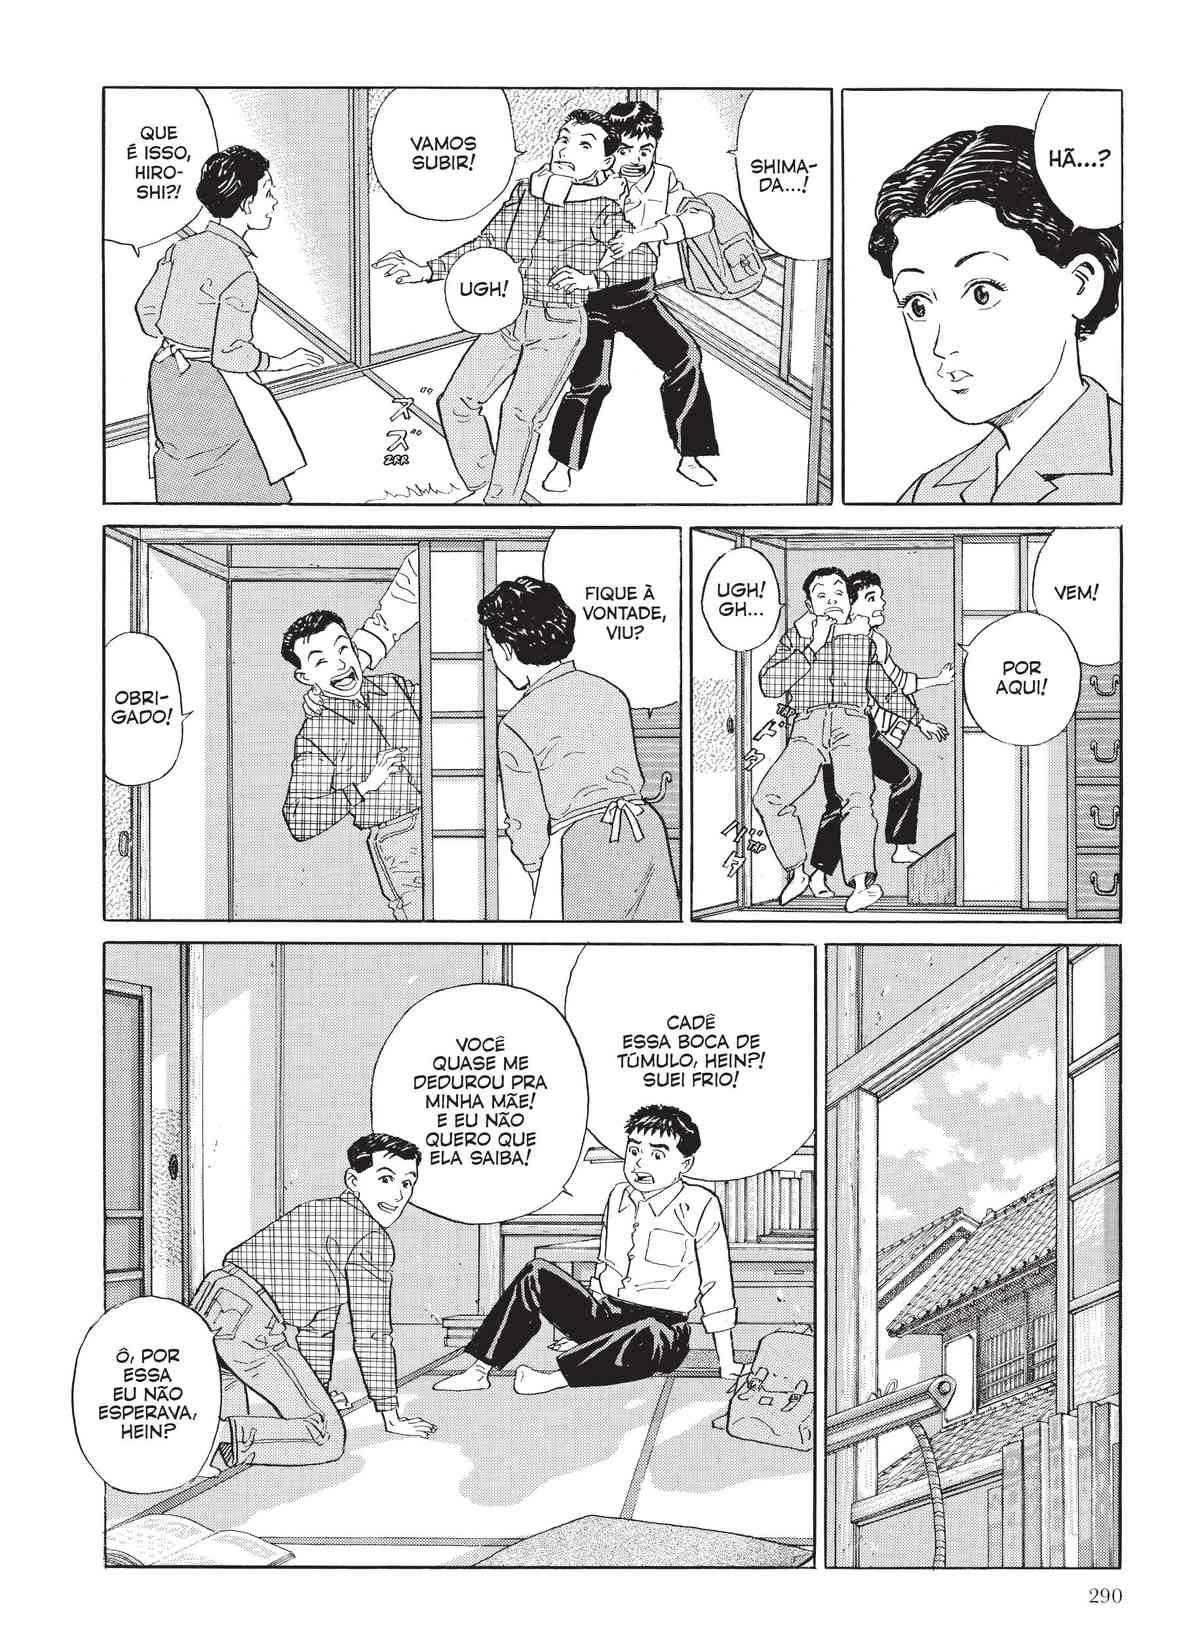 HÃ...?
SHIMA-
DA...!
VAMOS
SUBIR!
UGH!
QUE
É ISSO,
HIRO-
SHI?!
ズ
ズ
ZRR
VEM!
POR
AQUI!
UGH!
GH...
TAP
TAP
FIQUE À
VONTADE,
VIU?
OBRI-
GADO!
CADÊ
ESSA BOCA DE
TÚMULO, HEIN?!
SUEI FRIO!
VOCÊ
QUASE ME
DEDUROU PRA
MINHA MÃE!
E EU NÃO
QUERO QUE
ELA SAIBA!
Ô, POR
ESSA
EU NÃO
ESPERAVA,
HEIN?
290